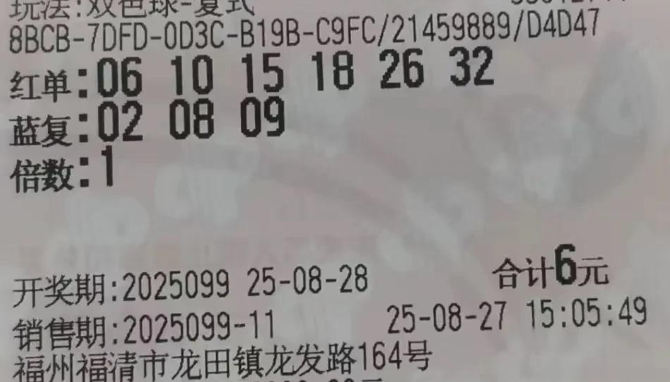 玩法:双色球-复式
8BCB-7DFD-0D3C-B19B-C9FC/21459889/D4D47
红单:06 10 15 18 26 32
蓝复:02 08 09
倍数:1
开奖期:2025099 25-08-28 合计6元
销售期:2025099-11 25-08-27 15:05:49
福州福清市龙田镇龙发路164号